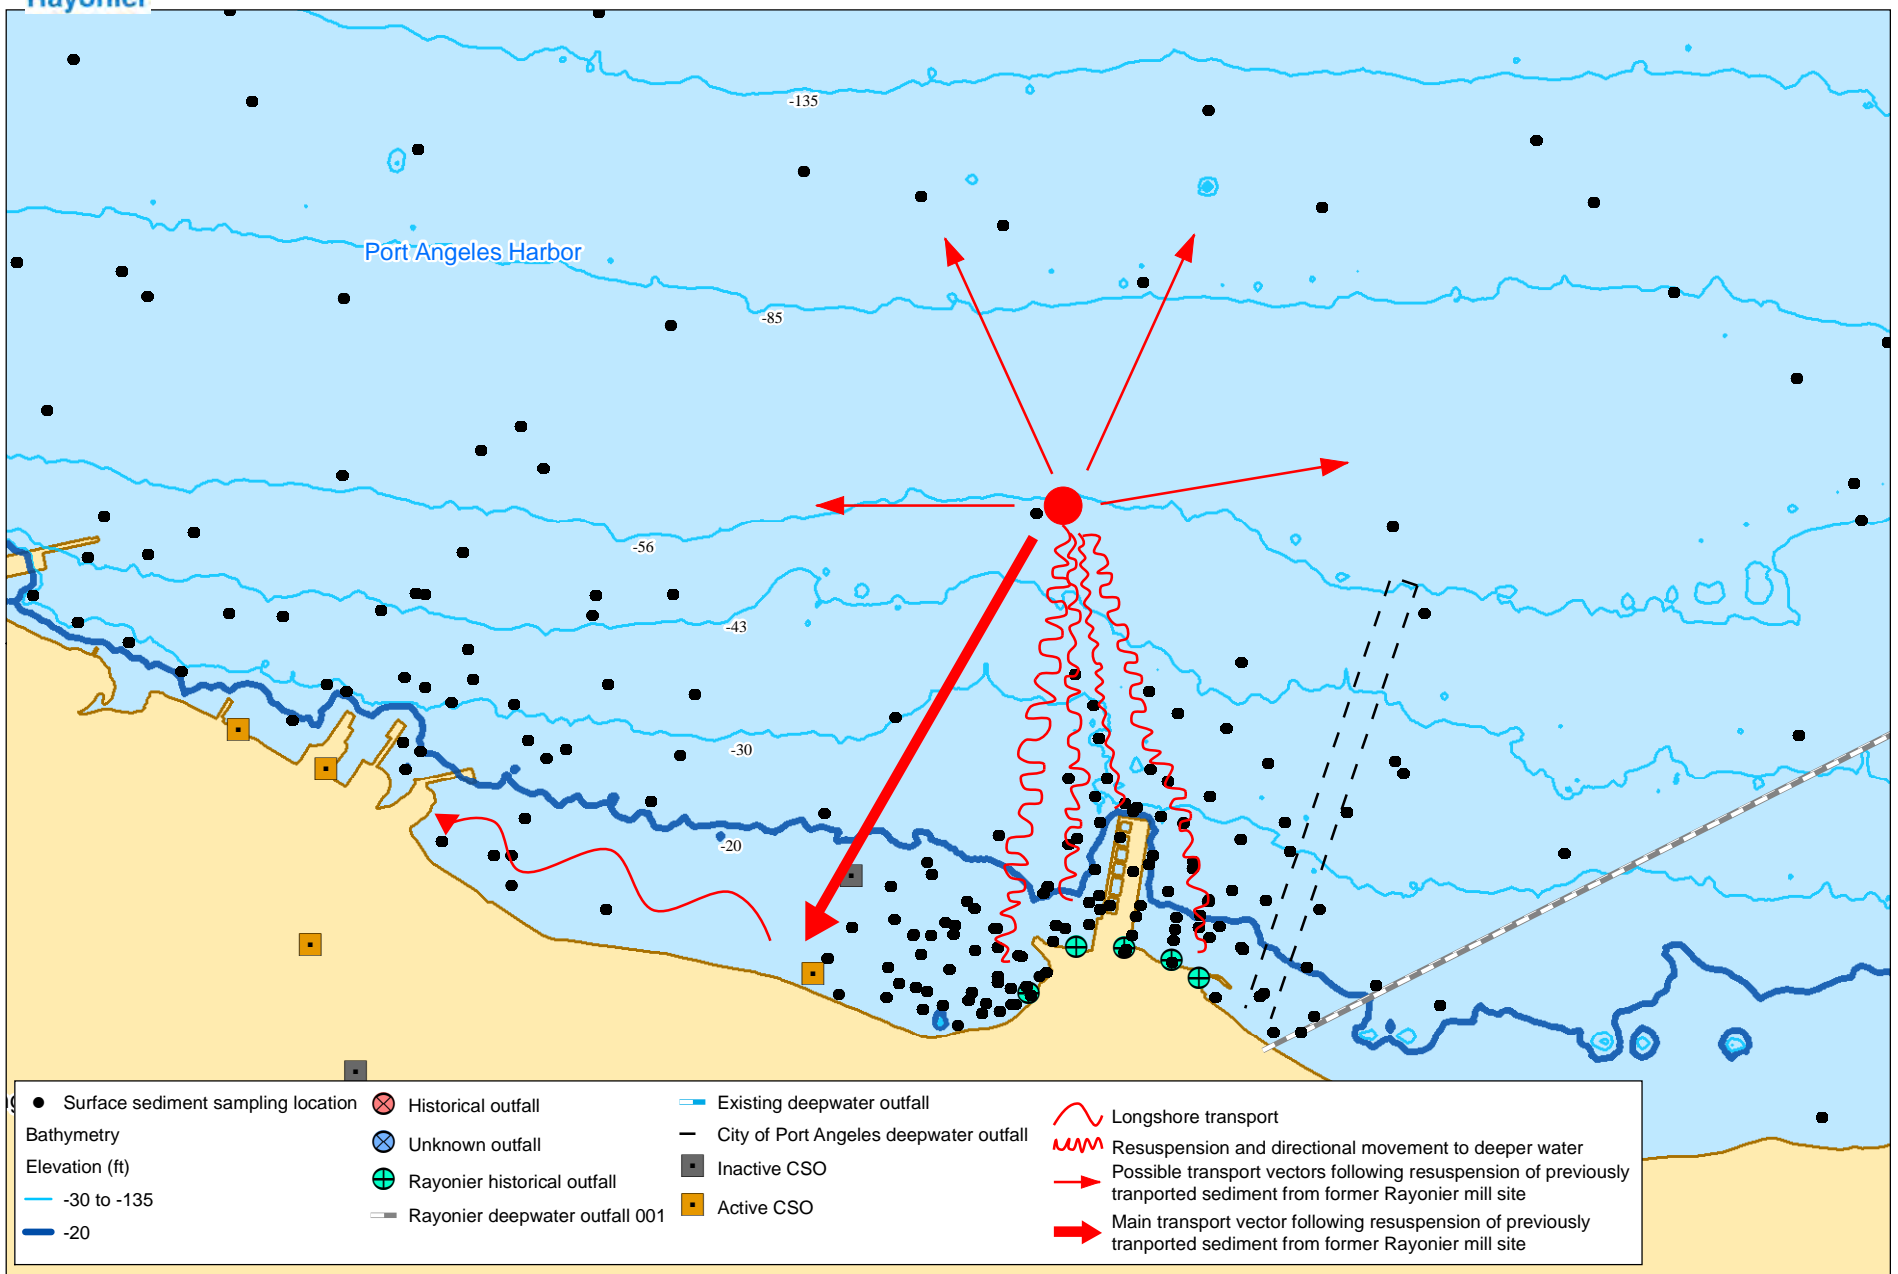 Rayonier
-135
Port Angeles Harbor
-85
-56
-43
-30
-20
Surface sediment sampling location
Bathymetry
Elevation (ft)
-30 to -135
-20
Historical outfall
Unknown outfall
Rayonier historical outfall
Rayonier deepwater outfall 001
Existing deepwater outfall
City of Port Angeles deepwater outfall
Inactive CSO
Active CSO
Longshore transport
Resuspension and directional movement to deeper water
Possible transport vectors following resuspension of previously
tranported sediment from former Rayonier mill site
Main transport vector following resuspension of previously
tranported sediment from former Rayonier mill site